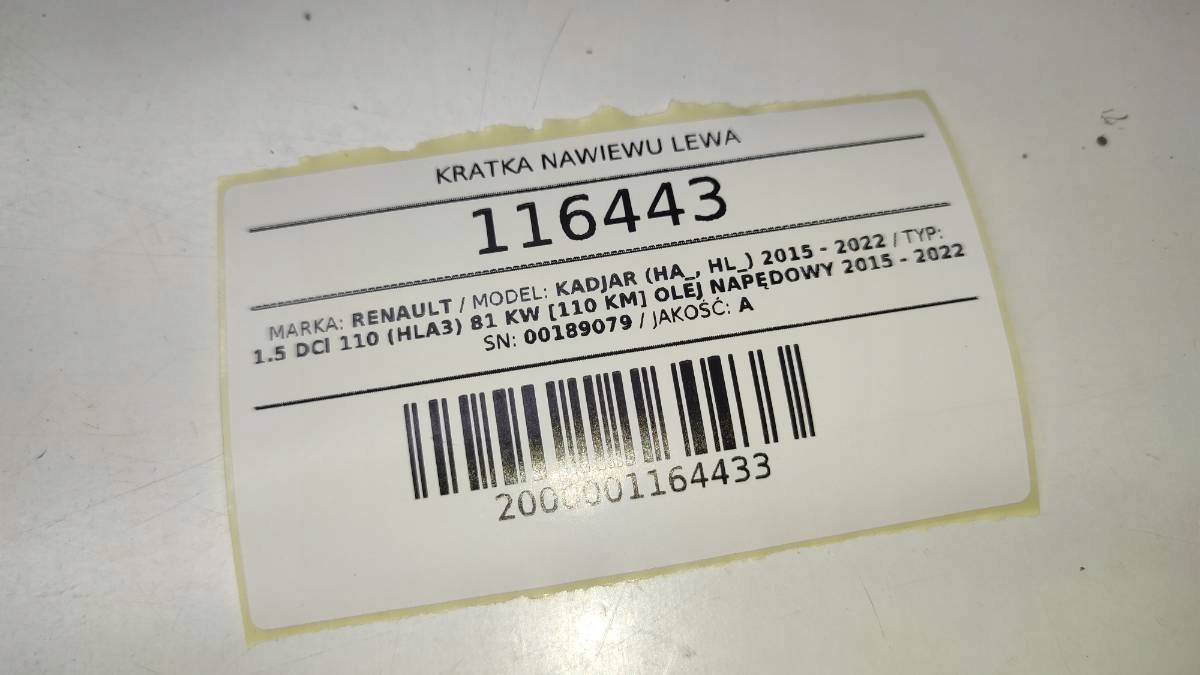 KRATKA NAWIEWU LEWA
116443
MARKA: RENAULT / MODEL: KADJAR (HA_, HL_) 2015 - 2022 / TYP:
1.5 DCI 110 (HLA3) 81 KW [110 KM] OLEJ NAPĘDOWY 2015 - 2022
SN: 00189079 / JAKOŚĆ: A
2000001164433